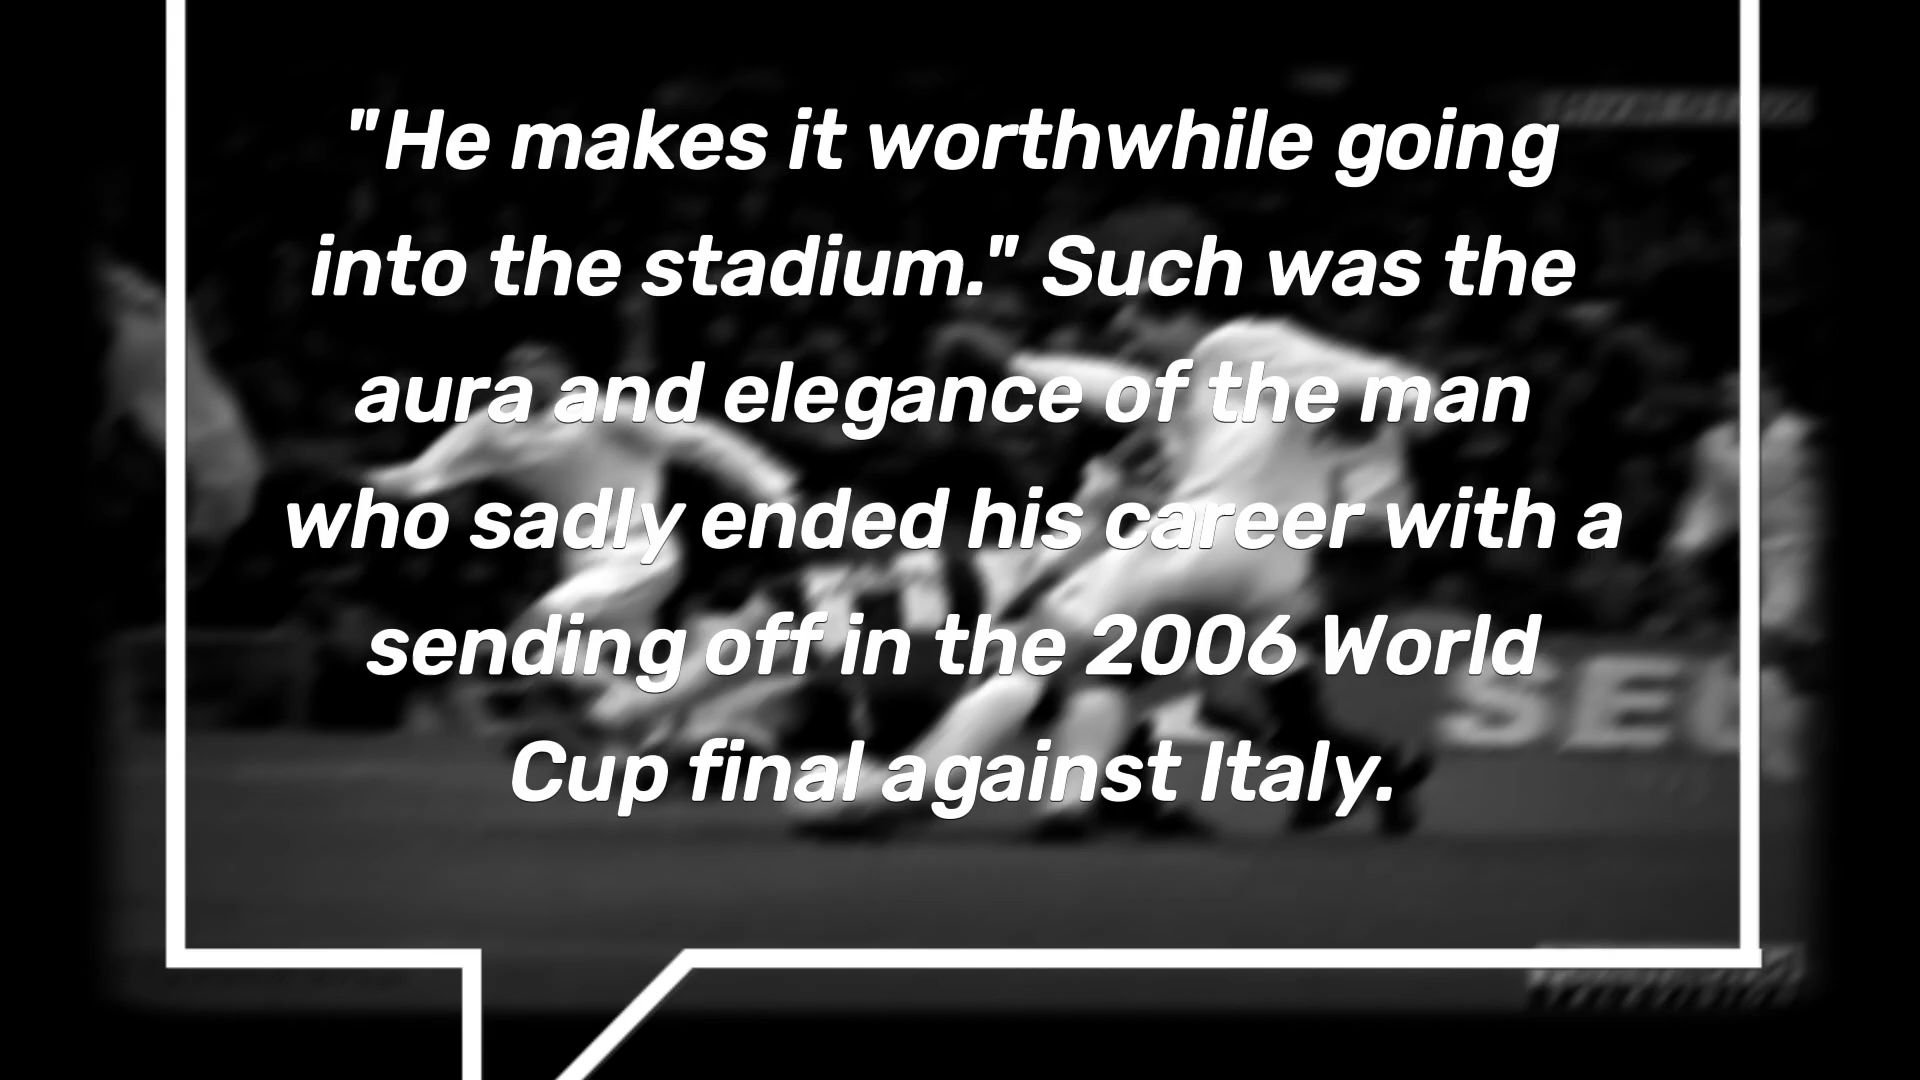 "He makes it worthwhile going
into the stadium." Such was the
aura and elegance of the man
who sadly ended his career with a
sending off in the 2006 World
Cup final against Italy.